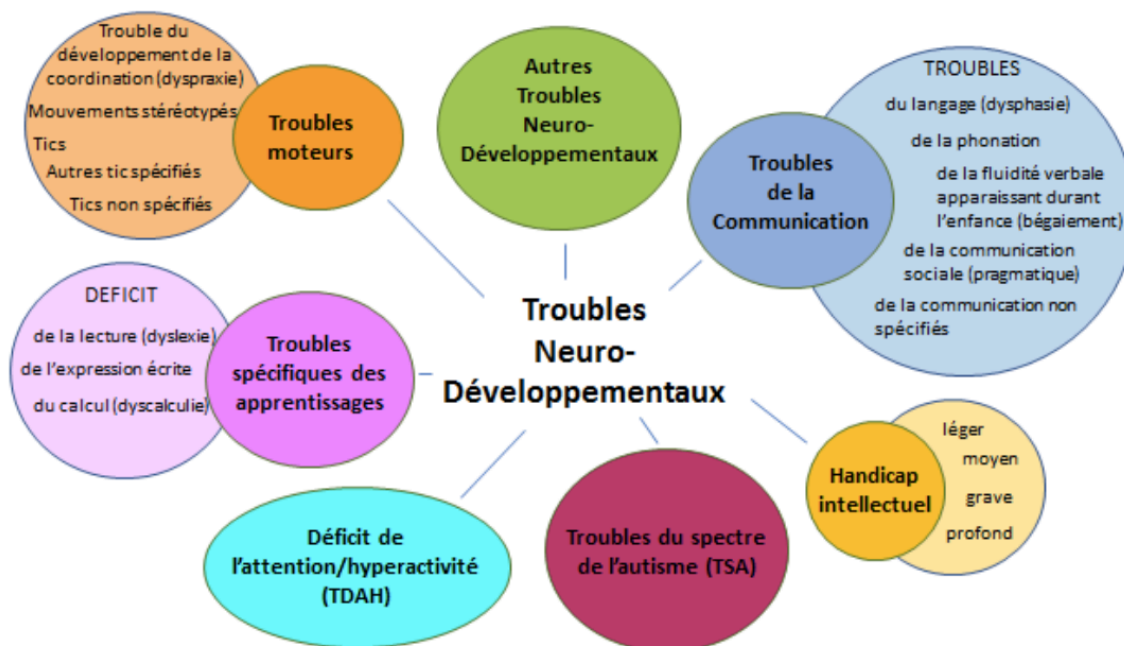 Trouble du
développement de la
coordination (dyspraxie)
Mouvements stéréotypés
Tics
Autres tic spécifiés
Tics non spécifiés
Troubles
moteurs
Autres
Troubles
Neuro-
Développementaux
Troubles
de la
Communication
TROUBLES
du langage (dysphasie)
de la phonation
de la fluidité verbale
apparaissant durant
l'enfance (bégaiement)
de la communication
sociale (pragmatique)
de la communication non
spécifiés
DEFICIT
de la lecture (dyslexie)
de l'expression écrite
du calcul (dyscalculie)
Troubles
spécifiques des
apprentissages
Troubles
Neuro-
Développementaux
Handicap
intellectuel
léger
moyen
grave
profond
Déficit de
l'attention/hyperactivité
(TDAH)
Troubles du spectre
de l'autisme (TSA)